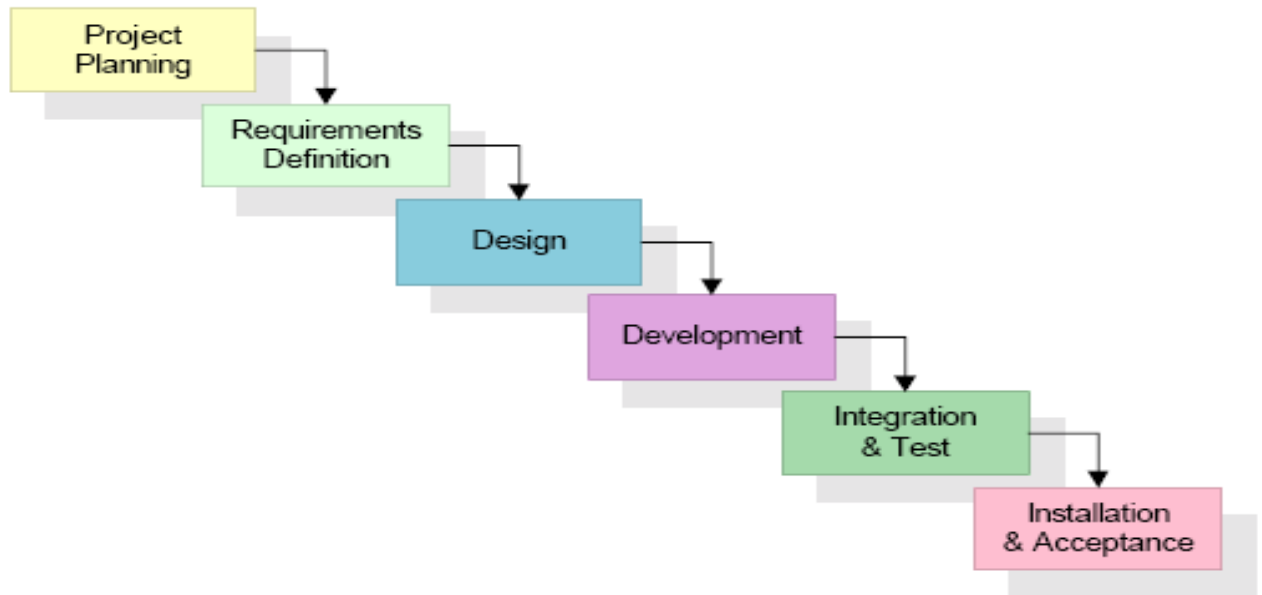 Project
Planning
Requirements
Definition
Design
Development
Integration
& Test
Installation
& Acceptance